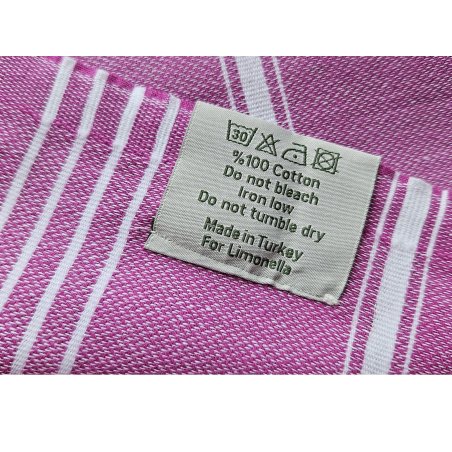 30
%100 Cotton
Do not bleach
Iron low
Do not tumble dry
Made in Turkey
For Limonella